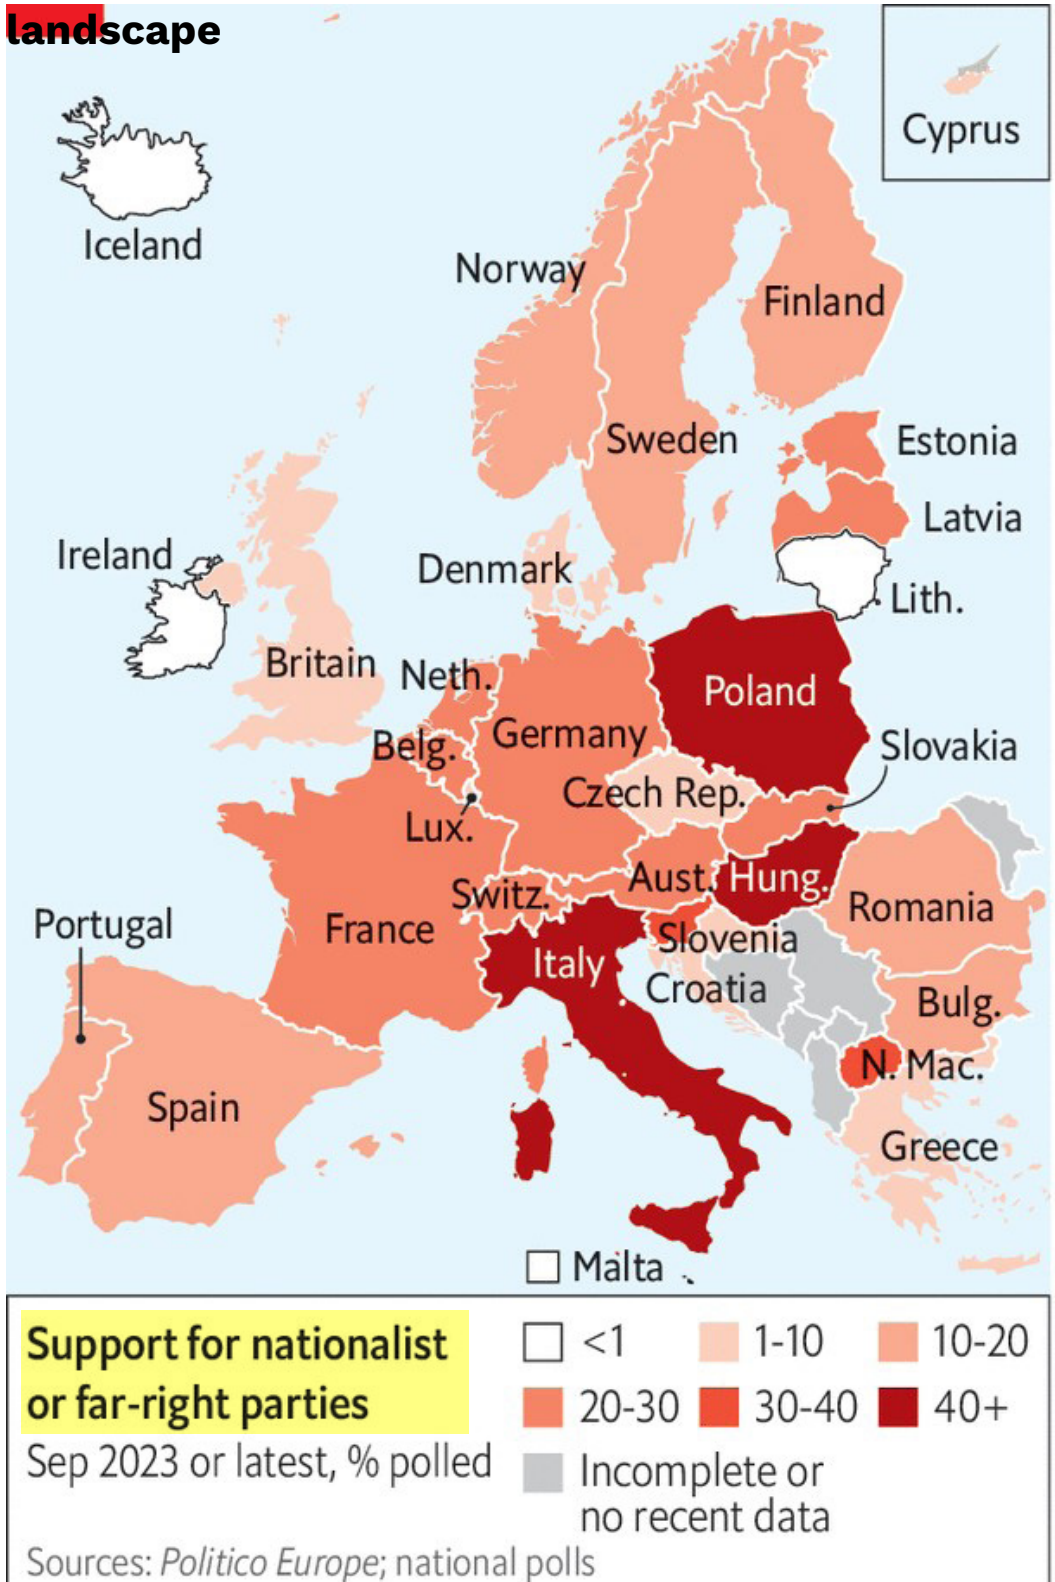 landscape
Cyprus
Iceland
Norway
Finland
Sweden
Estonia
Latvia
Ireland
Denmark
Lith.
Britain
Neth.
Poland
Germany
Belg.
Slovakia
Czech Rep.
Lux.
Aust.
Hung.
Switz.
Romania
Portugal
France
Slovenia
Italy
Croatia
Bulg.
N. Mac.
Spain
Greece
Malta
Support for nationalist
or far-right parties
Sep 2023 or latest, % polled
<1
1-10
10-20
20-30
30-40
40+
Incomplete or
no recent data
Sources: Politico Europe; national polls